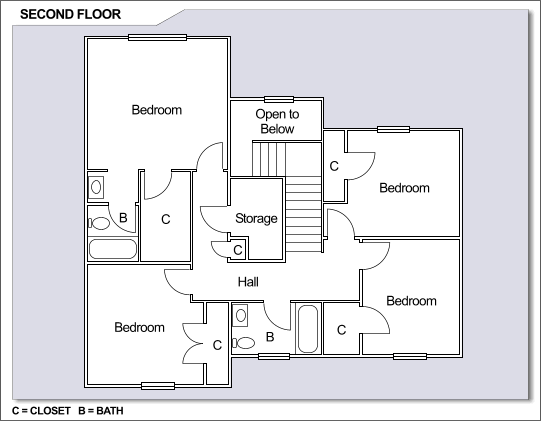 SECOND FLOOR
Bedroom
Open to
Below
C
Bedroom
B
C
Storage
C
Hall
Bedroom
Bedroom
B
C
C
C = CLOSET B = BATH